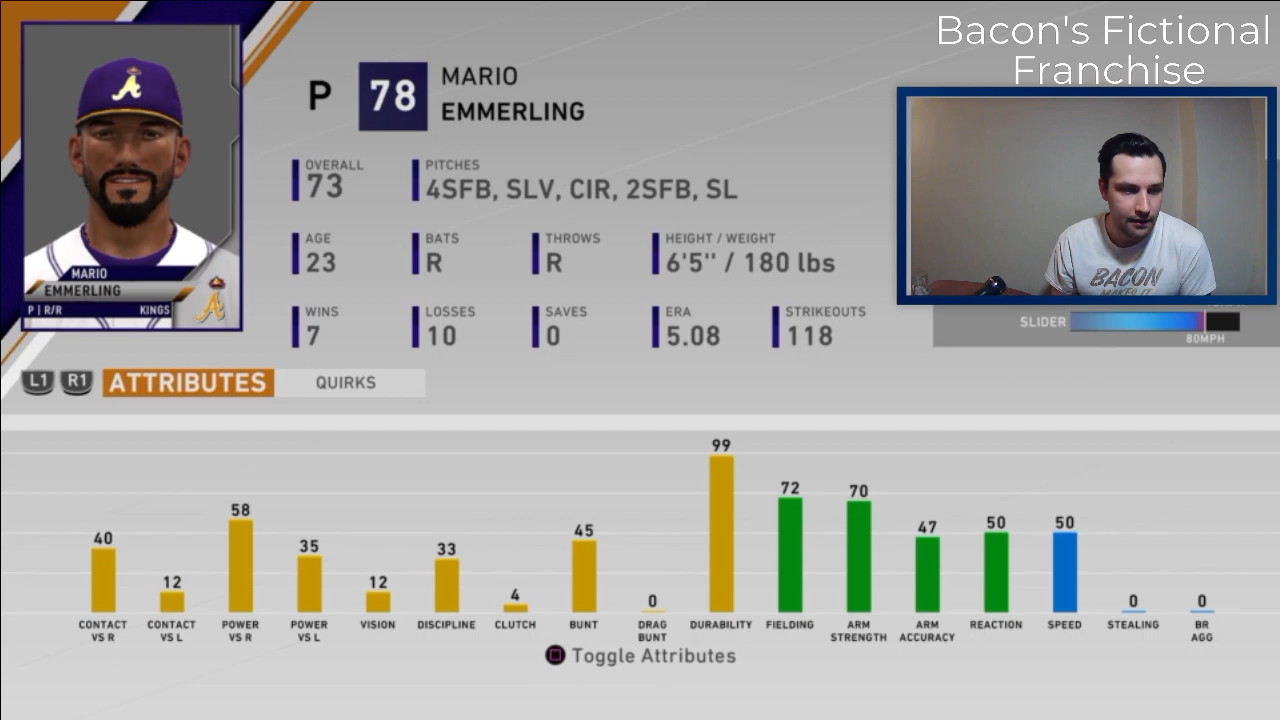 Bacon's Fictional
Franchise
P 78 MARIO
EMMERLING
OVERALL
73
PITCHES
4SFB, SLV, CIR, 2SFB, SL
AGE
23
BATS
R
THROWS
R
HEIGHT / WEIGHT
6'5" / 180 lbs
WINS
7
LOSSES
10
SAVES
0
ERA
5.08
STRIKEOUTS
118
A
MARIO
EMMERLING
P | R/R KINGS
A
BACON
SLIDER
80MPH
L1 R1 ATTRIBUTES QUIRKS
40 12 58 35 12 33 4 45 0 99 72 70 47 50 50 0 0
CONTACT VS R
CONTACT VS L
POWER VS R
POWER VS L
VISION
DISCIPLINE
CLUTCH
BUNT
DRAG BUNT
DURABILITY
FIELDING
ARM STRENGTH
ARM ACCURACY
REACTION
SPEED
STEALING
BR AGG
Toggle Attributes